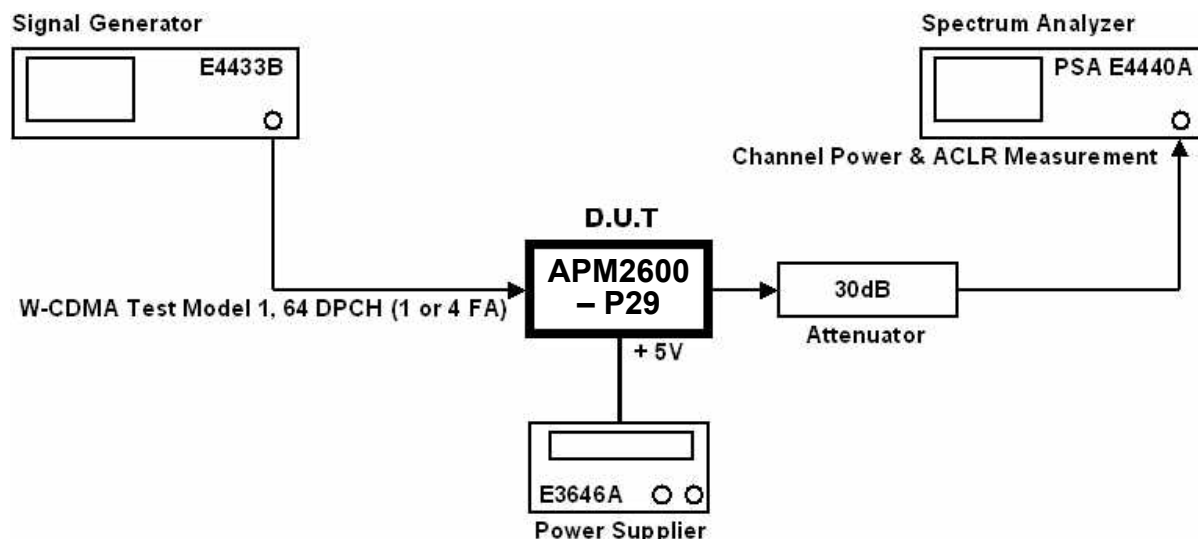 Signal Generator
E4433B
Spectrum Analyzer
PSA E4440A
Channel Power & ACLR Measurement
D.U.T
APM2600
– P29
30dB
Attenuator
W-CDMA Test Model 1, 64 DPCH (1 or 4 FA)
+ 5V
E3646A
Power Supplier